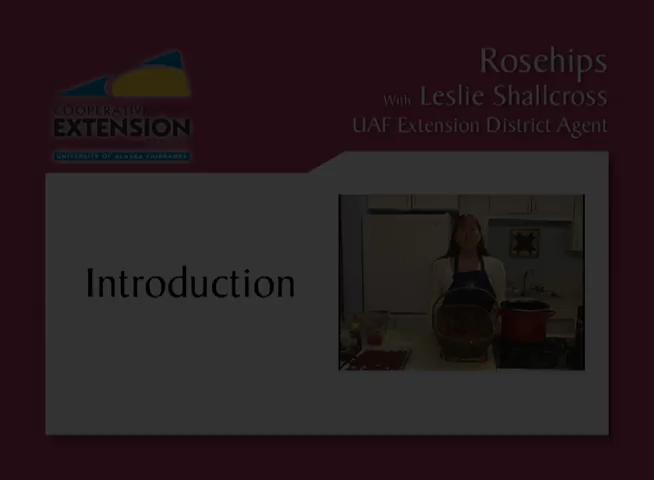 Rosehips
With Leslie Shallcross
UAF Extension District Agent
COOPERATIVE
EXTENSION
UNIVERSITY OF ALASKA FAIRBANKS
Introduction